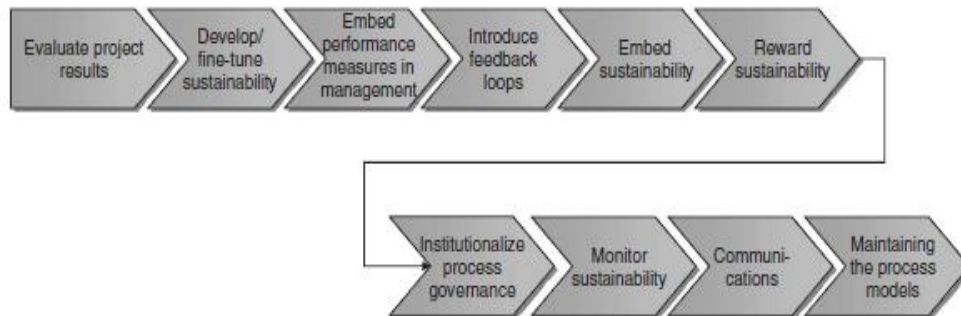 Evaluate project
results
Develop/
fine-tune
sustainability
Embed
performance
measures in
management
Introduce
feedback
loops
Embed
sustainability
Reward
sustainability
Institutionalize
process
governance
Monitor
sustainability
Communi-
cations
Maintaining
the process
models